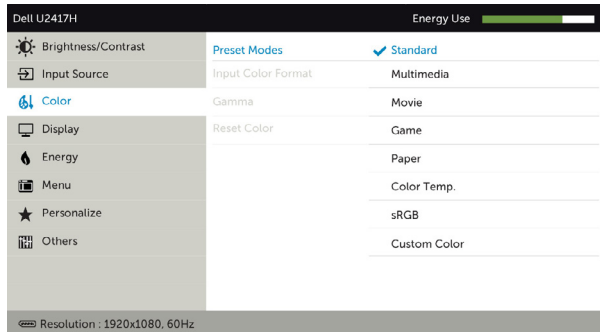 Dell U2417H
Energy Use
Brightness/Contrast
Input Source
Color
Display
Energy
Menu
Personalize
Others
Preset Modes
Input Color Format
Gamma
Reset Color
Standard
Multimedia
Movie
Game
Paper
Color Temp.
sRGB
Custom Color
Resolution : 1920x1080, 60Hz